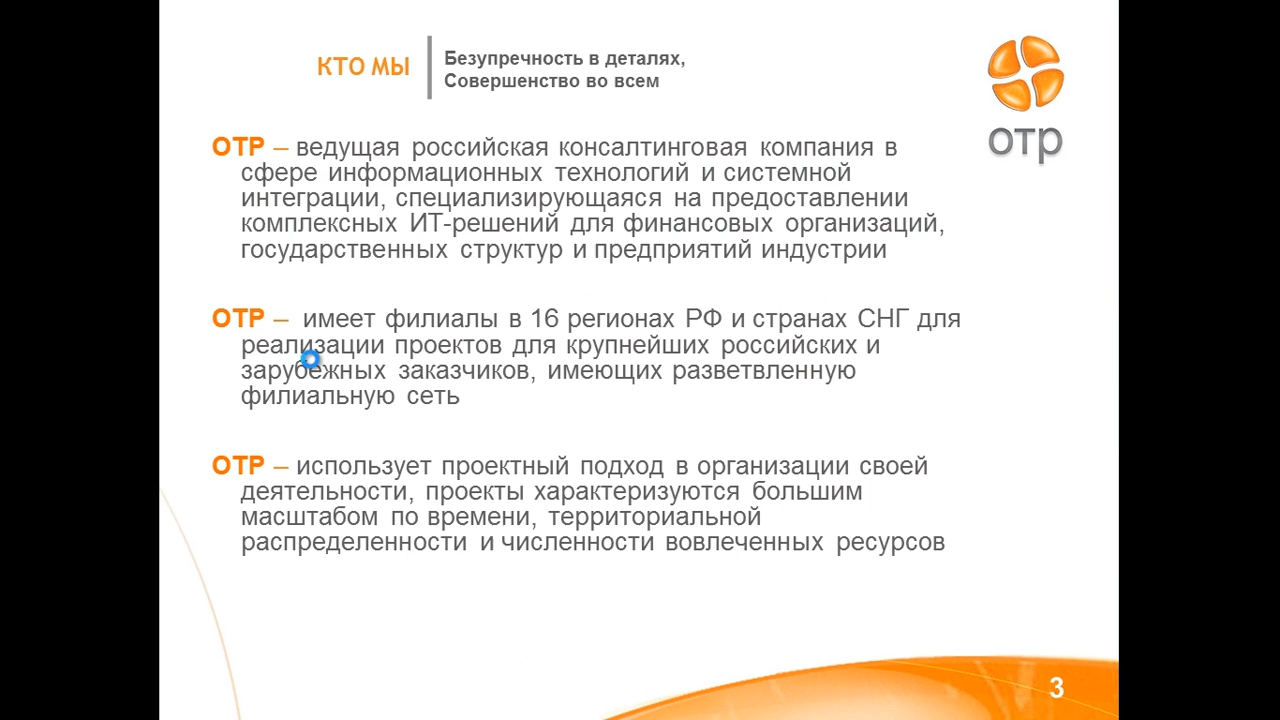 КТО МЫ
Безупречность в деталях,
Совершенство во всем
отр
ОТР – ведущая российская консалтинговая компания в
сфере информационных технологий и системной
интеграции, специализирующаяся на предоставлении
комплексных ИТ-решений для финансовых организаций,
государственных структур и предприятий индустрии
ОТР – имеет филиалы в 16 регионах РФ и странах СНГ для
реализации проектов для крупнейших российских и
зарубежных заказчиков, имеющих разветвленную
филиальную сеть
ОТР – использует проектный подход в организации своей
деятельности, проекты характеризуются большим
масштабом по времени, территориальной
распределенности и численности вовлеченных ресурсов
3